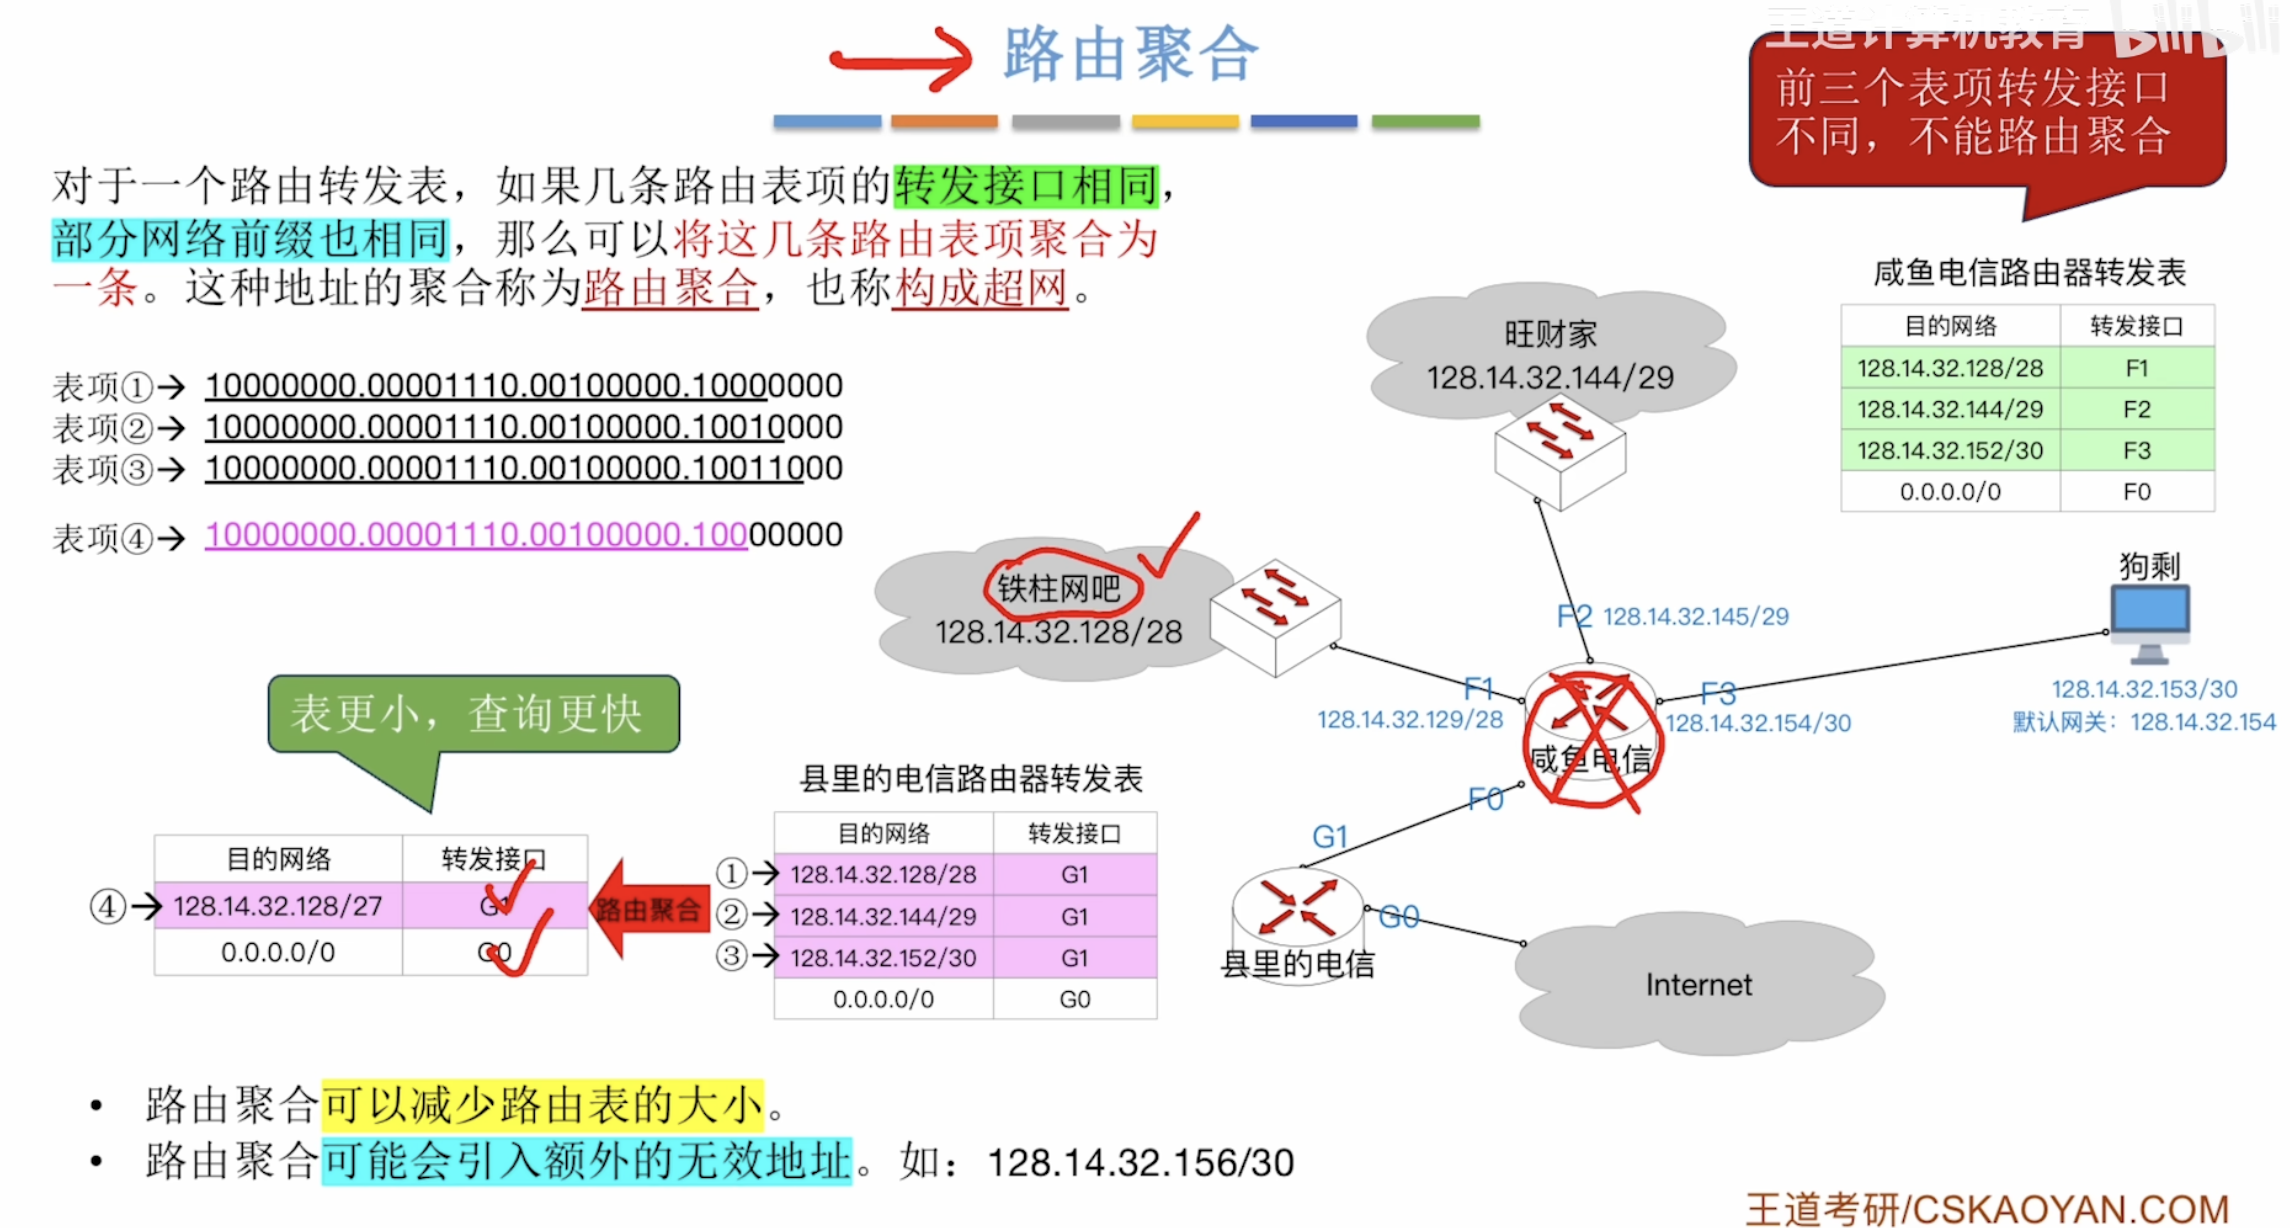 路由聚合
王道计算机教育 bilibili
前三个表项转发接口
不同，不能路由聚合
对于一个路由转发表，如果几条路由表项的转发接口相同，
部分网络前缀也相同，那么可以将这几条路由表项聚合为
一条。这种地址的聚合称为路由聚合，也称构成超网。
表项①→ 10000000.00001110.00100000.10000000
表项②→ 10000000.00001110.00100000.10010000
表项③→ 10000000.00001110.00100000.10011000
表项④→ 10000000.00001110.00100000.10000000
咸鱼电信路由器转发表
目的网络 转发接口
128.14.32.128/28 F1
128.14.32.144/29 F2
128.14.32.152/30 F3
0.0.0.0/0 F0
旺财家
128.14.32.144/29
铁柱网吧
128.14.32.128/28
狗剩
F2 128.14.32.145/29
F1
128.14.32.129/28
F3
128.14.32.154/30
128.14.32.153/30
默认网关：128.14.32.154
咸鱼电信
F0
G1
G0
县里的电信
Internet
表更小，查询更快
目的网络 转发接口
④→ 128.14.32.128/27 G1
0.0.0.0/0 G0
路由聚合
县里的电信路由器转发表
目的网络 转发接口
①→ 128.14.32.128/28 G1
②→ 128.14.32.144/29 G1
③→ 128.14.32.152/30 G1
0.0.0.0/0 G0
• 路由聚合可以减少路由表的大小。
• 路由聚合可能会引入额外的无效地址。如：128.14.32.156/30
王道考研/CSKAOYAN.COM